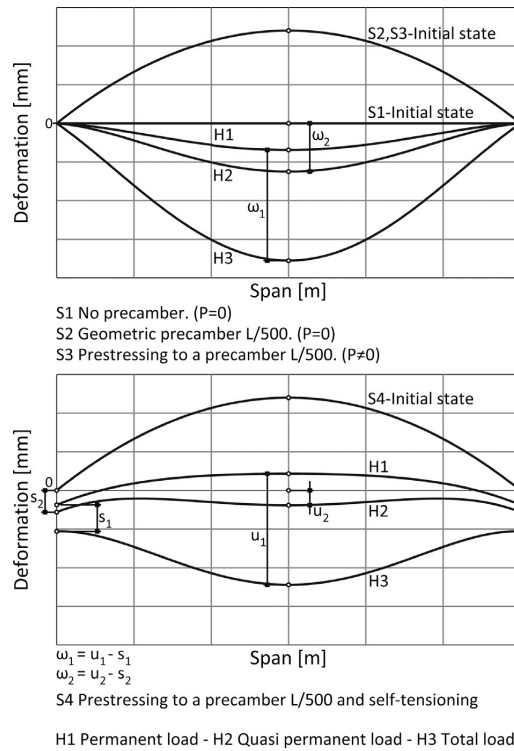 S2,S3-Initial state
Deformation [mm]
0
S1-Initial state
H1
ω2
H2
ω1
H3
Span [m]
S1 No precamber. (P=0)
S2 Geometric precamber L/500. (P=0)
S3 Prestressing to a precamber L/500. (P≠0)
S4-Initial state
Deformation [mm]
H1
0
s2
s1
u1
u2
H2
H3
ω1 = u1 - s1
Span [m]
ω2 = u2 - s2
S4 Prestressing to a precamber L/500 and self-tensioning
H1 Permanent load - H2 Quasi permanent load - H3 Total load